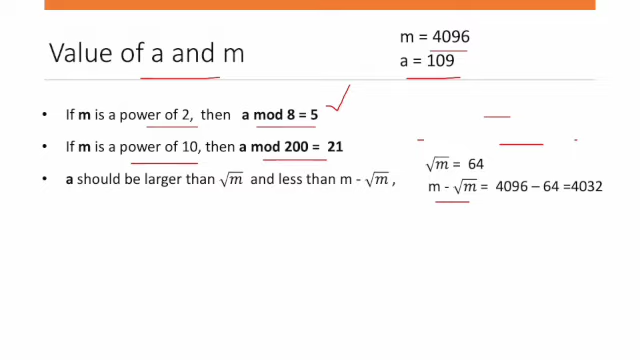 Value of a and m
m = 4096
a = 109
• If m is a power of 2, then a mod 8 = 5
• If m is a power of 10, then a mod 200 = 21
• a should be larger than √m and less than m - √m ,
√m = 64
m - √m = 4096 – 64 =4032